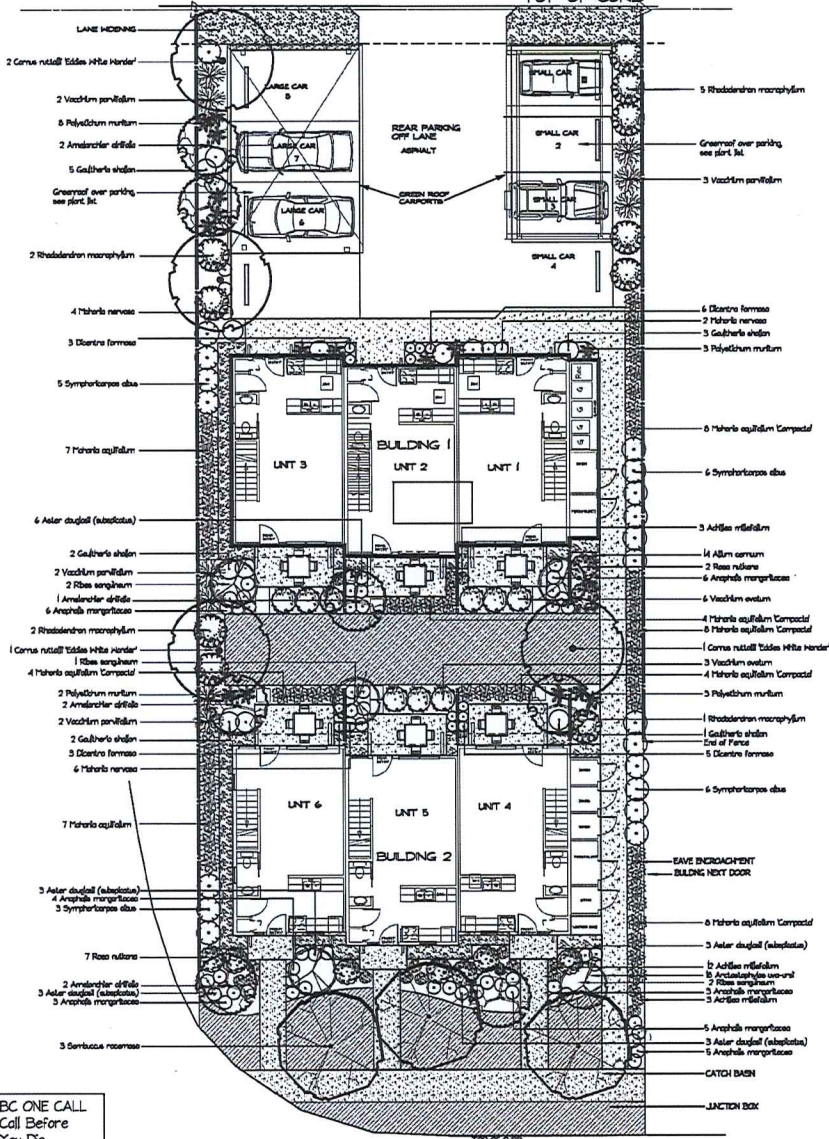 TOP OF CURB
LANE WIDENING
2 Cornus nuttallii 'Eddies White Wonder'
2 Vaccinium parvifolium
8 Polystichum munitum
2 Amelanchier alnifolia
5 Gaultheria shallon
Greenroof over parking,
see plant list
2 Rhododendron macrophyllum
4 Mahonia nervosa
3 Dicentra formosa
5 Symphoricarpos albus
7 Mahonia aquifolium
6 Aster douglasii (subspicatus)
2 Gaultheria shallon
2 Vaccinium parvifolium
2 Ribes sanguineum
1 Amelanchier alnifolia
6 Anaphalis margaritacea
2 Rhododendron macrophyllum
1 Cornus nuttallii 'Eddies White Wonder'
1 Ribes sanguineum
4 Mahonia aquifolium 'Compacta'
2 Polystichum munitum
2 Amelanchier alnifolia
2 Vaccinium parvifolium
2 Gaultheria shallon
3 Dicentra formosa
6 Mahonia nervosa
7 Mahonia aquifolium
3 Aster douglasii (subspicatus)
4 Anaphalis margaritacea
3 Symphoricarpos albus
7 Rosa nutkana
2 Amelanchier alnifolia
3 Aster douglasii (subspicatus)
3 Anaphalis margaritacea
3 Sambucus racemosa
BC ONE CALL
Call Before
You Dig
LARGE CAR
8
LARGE CAR
7
LARGE CAR
6
REAR PARKING
OFF LANE
ASPHALT
GREEN ROOF
CARPORTS
SMALL CAR
SMALL CAR
2
SMALL CAR
3
SMALL CAR
4
BUILDING 1
UNIT 3
UNIT 2
UNIT 1
UNIT 6
UNIT 5
UNIT 4
BUILDING 2
5 Rhododendron macrophyllum
Greenroof over parking,
see plant list
3 Vaccinium parvifolium
6 Dicentra formosa
2 Mahonia nervosa
3 Gaultheria shallon
3 Polystichum munitum
8 Mahonia aquifolium 'Compacta'
6 Symphoricarpos albus
3 Achillea millefolium
14 Allium cernuum
2 Rosa nutkana
6 Anaphalis margaritacea
6 Vaccinium ovatum
4 Mahonia aquifolium 'Compacta'
8 Mahonia aquifolium 'Compacta'
1 Cornus nuttallii 'Eddies White Wonder'
3 Vaccinium ovatum
4 Mahonia aquifolium 'Compacta'
3 Polystichum munitum
1 Rhododendron macrophyllum
1 Gaultheria shallon
End of Fence
5 Dicentra formosa
6 Symphoricarpos albus
EAVE ENCROACHMENT
BUILDING NEXT DOOR
8 Mahonia aquifolium 'Compacta'
3 Aster douglasii (subspicatus)
12 Achillea millefolium
18 Arctostaphylos uva-ursi
2 Ribes sanguineum
3 Anaphalis margaritacea
3 Achillea millefolium
5 Anaphalis margaritacea
3 Aster douglasii (subspicatus)
5 Anaphalis margaritacea
CATCH BASIN
JUNCTION BOX